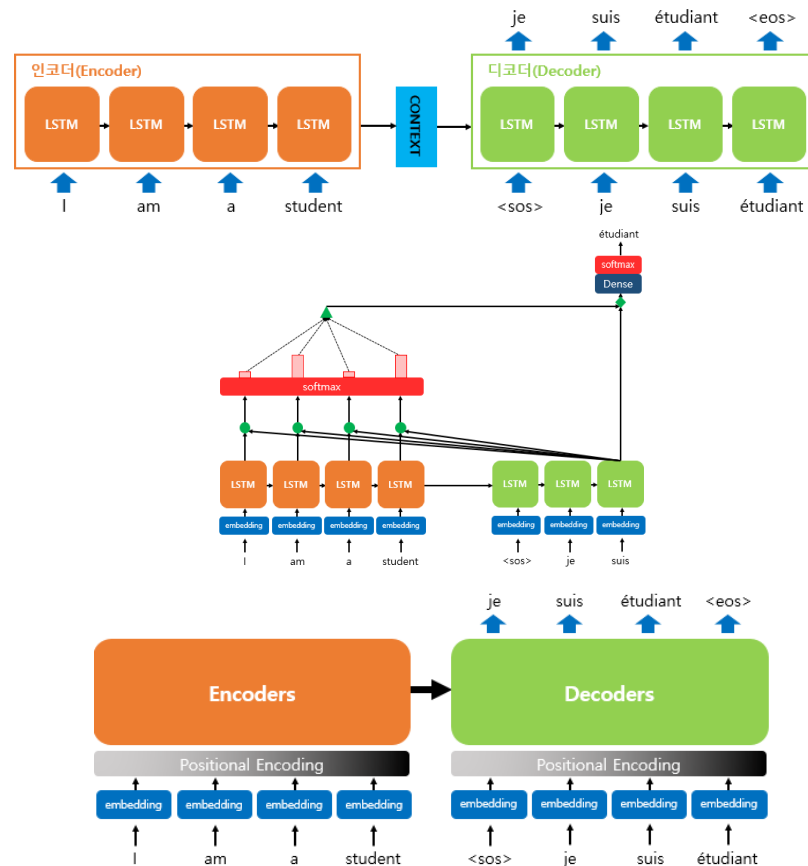 je suis étudiant <eos>
인코더(Encoder)
디코더(Decoder)
LSTM LSTM LSTM LSTM
CONTEXT
LSTM LSTM LSTM LSTM
I am a student
<sos> je suis étudiant
étudiant
softmax
Dense
softmax
LSTM LSTM LSTM LSTM
LSTM LSTM LSTM
embedding embedding embedding embedding
embedding embedding embedding
I am a student
<sos> je suis
je suis étudiant <eos>
Encoders
Decoders
Positional Encoding
Positional Encoding
embedding embedding embedding embedding
embedding embedding embedding embedding
I am a student
<sos> je suis étudiant